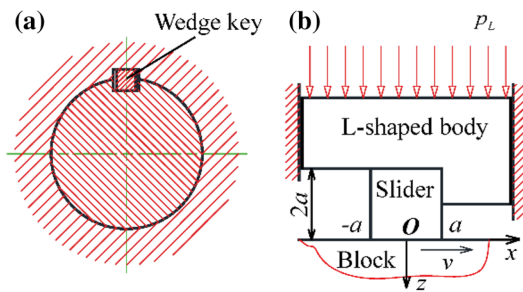 (a)
Wedge key
(b)
p_L
L-shaped body
Slider
2a
-a O a
Block v x
z